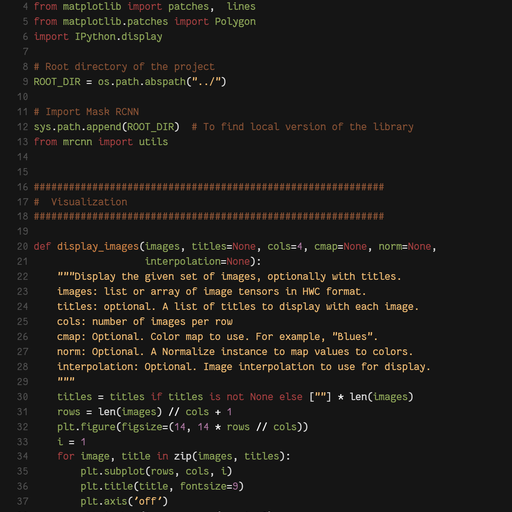 4 from matplotlib import patches,  lines
5 from matplotlib.patches import Polygon
6 import IPython.display
7
8 # Root directory of the project
9 ROOT_DIR = os.path.abspath("../")
10
11 # Import Mask RCNN
12 sys.path.append(ROOT_DIR)  # To find local version of the library
13 from mrcnn import utils
14
15
16 ############################################################
17 #  Visualization
18 ############################################################
19
20 def display_images(images, titles=None, cols=4, cmap=None, norm=None,
21                    interpolation=None):
22     """Display the given set of images, optionally with titles.
23     images: list or array of image tensors in HWC format.
24     titles: optional. A list of titles to display with each image.
25     cols: number of images per row
26     cmap: Optional. Color map to use. For example, "Blues".
27     norm: Optional. A Normalize instance to map values to colors.
28     interpolation: Optional. Image interpolation to use for display.
29     """
30     titles = titles if titles is not None else [""] * len(images)
31     rows = len(images) // cols + 1
32     plt.figure(figsize=(14, 14 * rows // cols))
33     i = 1
34     for image, title in zip(images, titles):
35         plt.subplot(rows, cols, i)
36         plt.title(title, fontsize=9)
37         plt.axis('off')